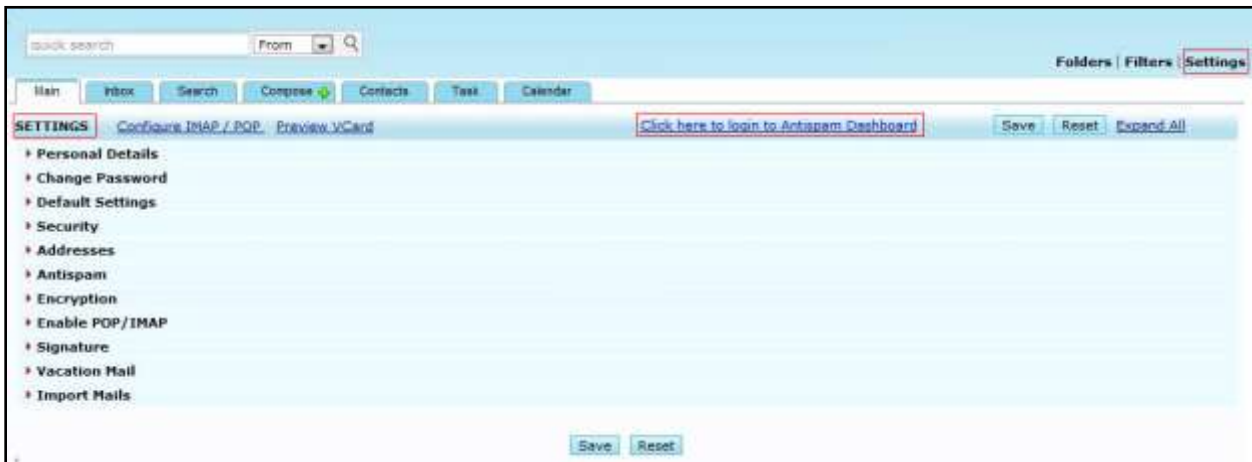 quick search From
Folders | Filters | Settings
Main Inbox Search Compose Contacts Task Calendar
SETTINGS Configure IMAP / POP Preview VCard Click here to login to Antispam Dashboard Save Reset Expand All
Personal Details
Change Password
Default Settings
Security
Addresses
Antispam
Encryption
Enable POP/IMAP
Signature
Vacation Mail
Import Mails
Save Reset